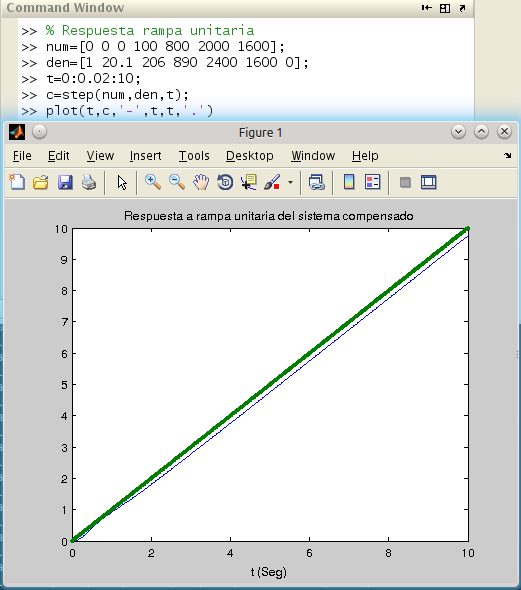 Command Window
>> % Respuesta rampa unitaria
>> num=[0 0 0 100 800 2000 1600];
>> den=[1 20.1 206 890 2400 1600 0];
>> t=0:0.02:10;
>> c=step(num,den,t);
>> plot(t,c,'-',t,t,'.')
Figure 1
File Edit View Insert Tools Desktop Window Help
Respuesta a rampa unitaria del sistema compensado
10
9
8
7
6
5
4
3
2
1
0
0 2 4 6 8 10
t (Seg)